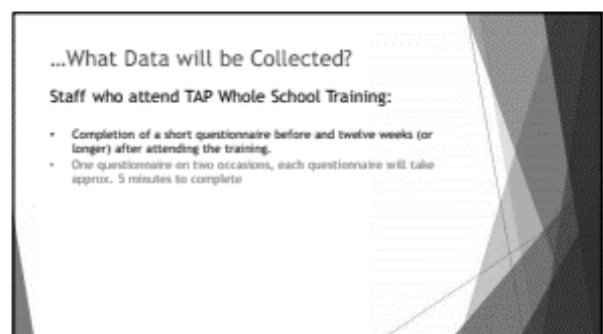 ...What Data will be Collected?
Staff who attend TAP Whole School Training:
• Completion of a short questionnaire before and twelve weeks (or
longer) after attending the training.
• One questionnaire on two occasions, each questionnaire will take
approx. 5 minutes to complete